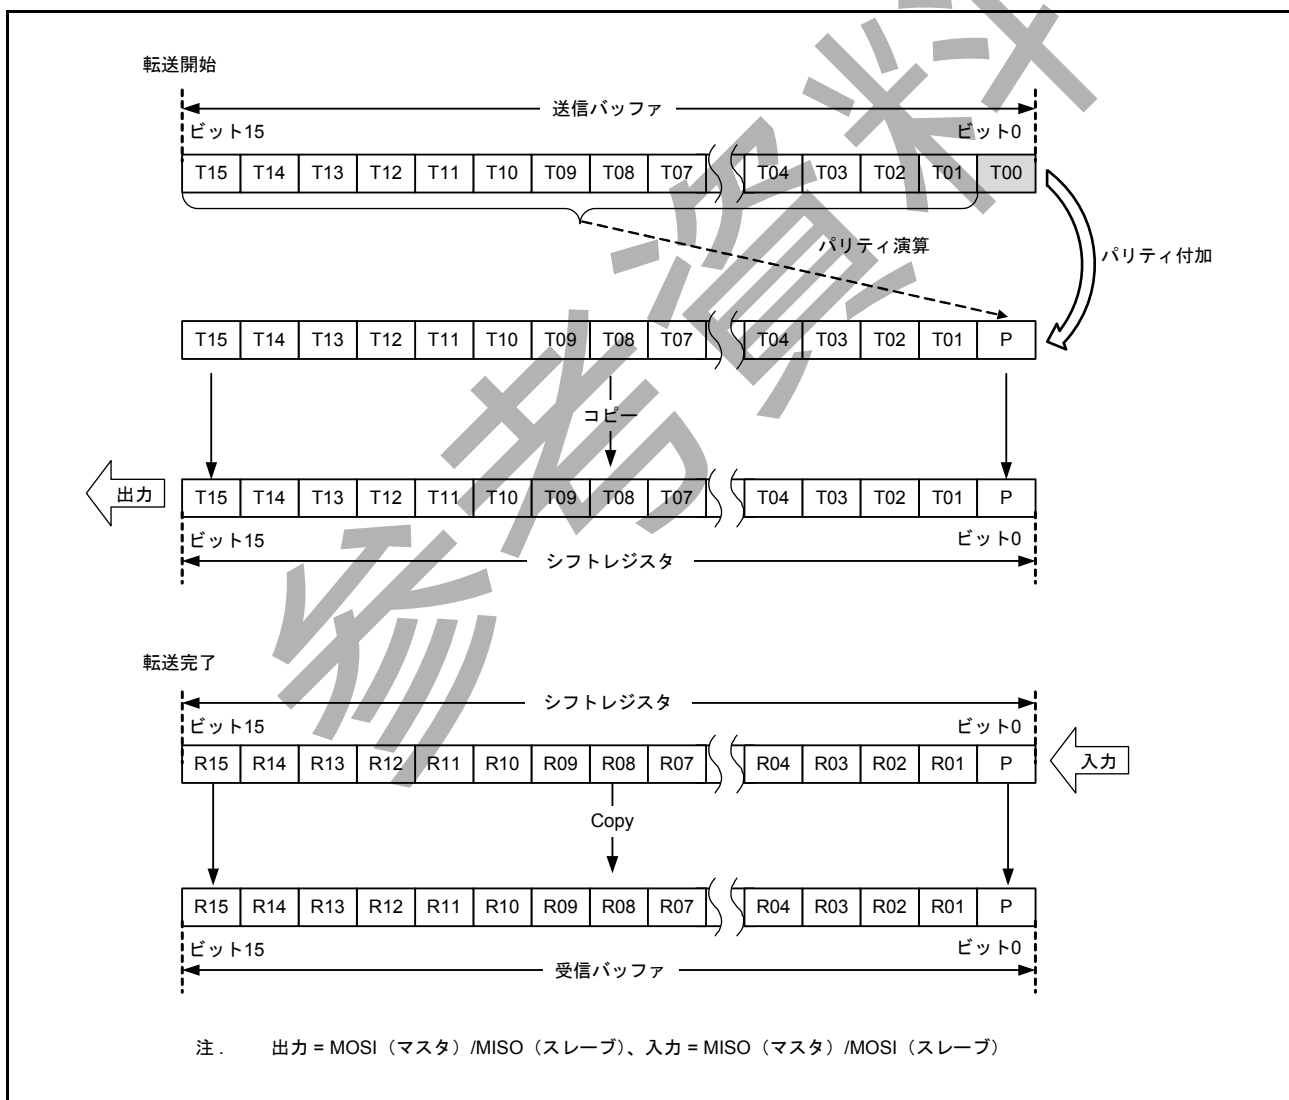 転送開始
送信バッファ
ビット15 ビット0
T15 T14 T13 T12 T11 T10 T09 T08 T07 T04 T03 T02 T01 T00
パリティ演算
パリティ付加
T15 T14 T13 T12 T11 T10 T09 T08 T07 T04 T03 T02 T01 P
コピー
出力
T15 T14 T13 T12 T11 T10 T09 T08 T07 T04 T03 T02 T01 P
ビット15 ビット0
シフトレジスタ
転送完了
シフトレジスタ
ビット15 ビット0
R15 R14 R13 R12 R11 R10 R09 R08 R07 R04 R03 R02 R01 P
入力
Copy
R15 R14 R13 R12 R11 R10 R09 R08 R07 R04 R03 R02 R01 P
ビット15 ビット0
受信バッファ
注． 出力 = MOSI（マスタ）/MISO（スレーブ）、入力 = MISO（マスタ）/MOSI（スレーブ）
参考資料